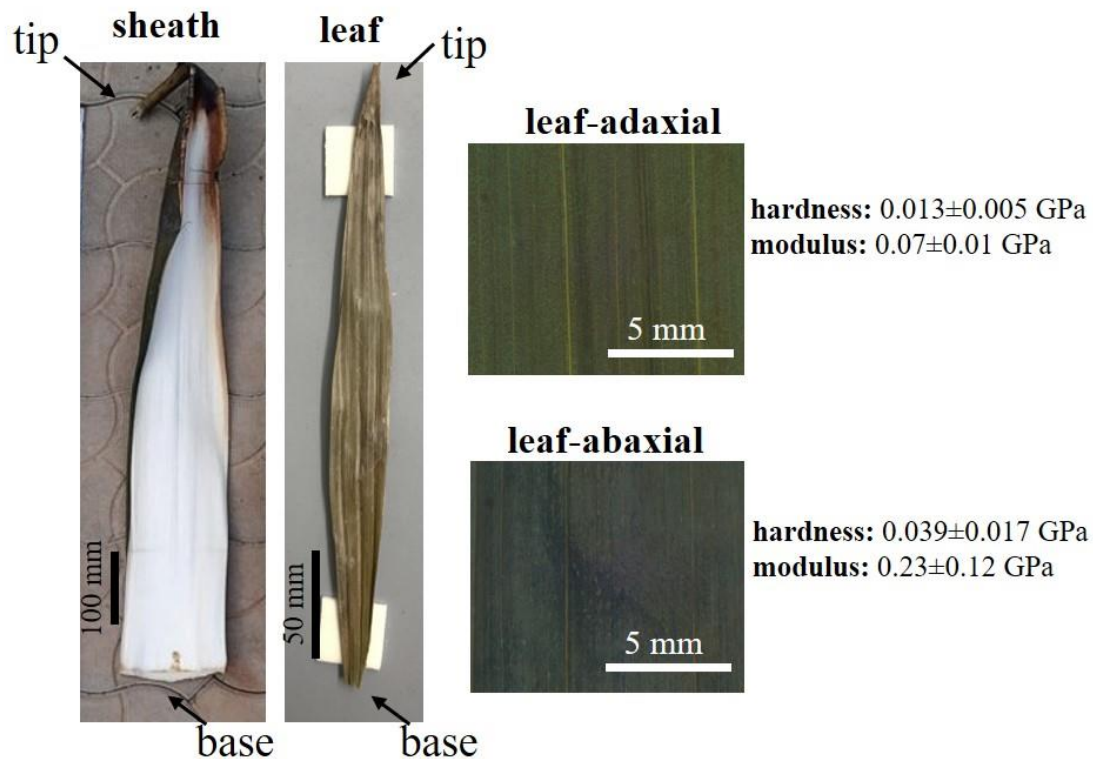 sheath
leaf
tip
tip
100 mm
50 mm
base
base
leaf-adaxial
5 mm
hardness: 0.013±0.005 GPa
modulus: 0.07±0.01 GPa
leaf-abaxial
5 mm
hardness: 0.039±0.017 GPa
modulus: 0.23±0.12 GPa